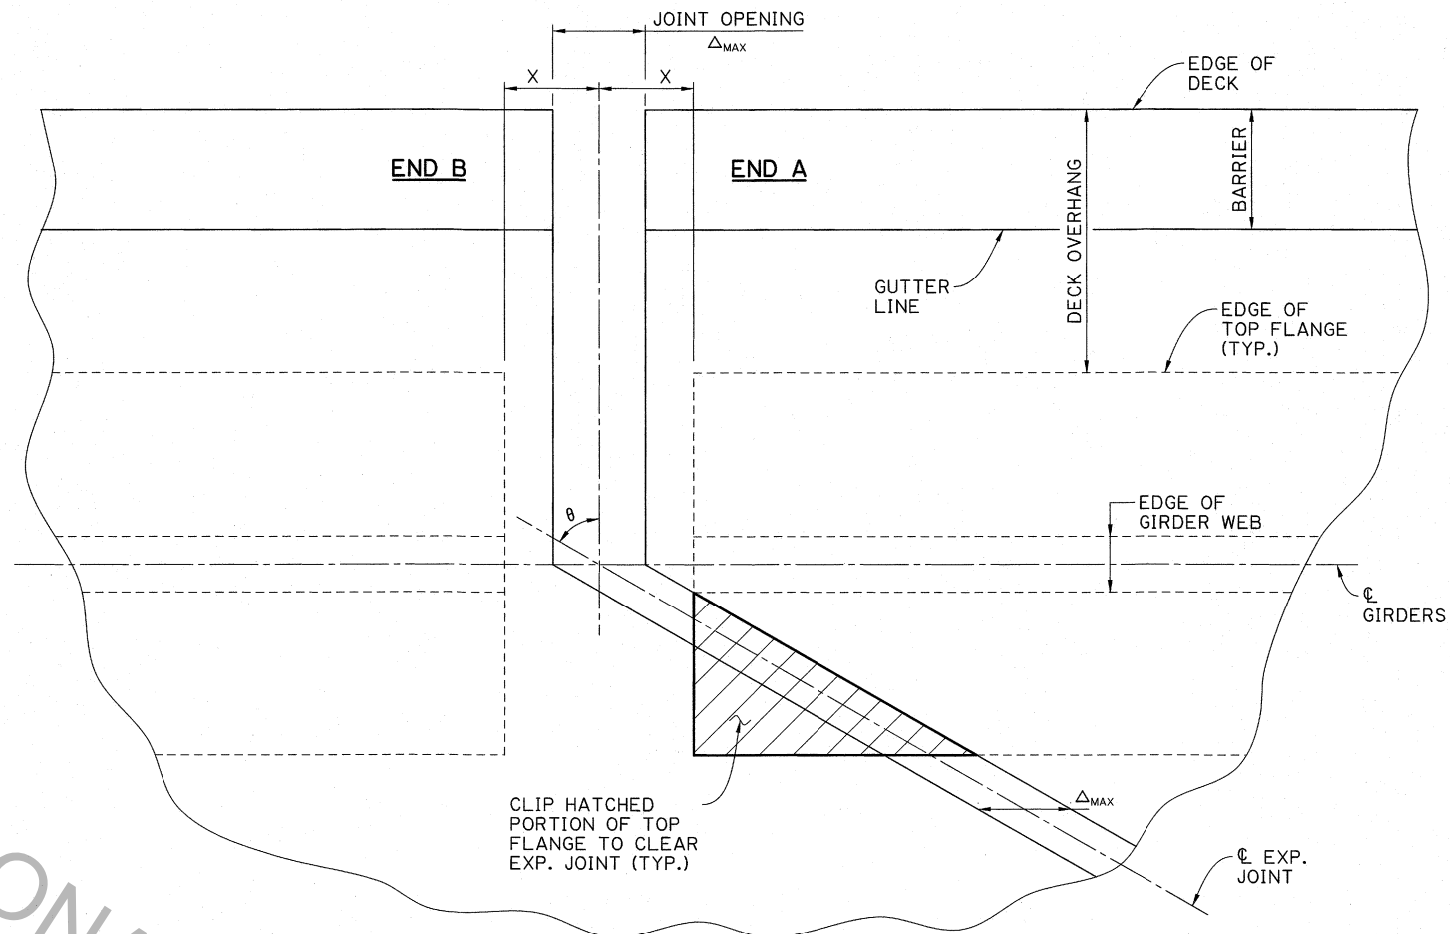 JOINT OPENING
ΔMAX
X
X
EDGE OF
DECK
END B
END A
BARRIER
DECK OVERHANG
GUTTER
LINE
EDGE OF
TOP FLANGE
(TYP.)
θ
EDGE OF
GIRDER WEB
℄
GIRDERS
CLIP HATCHED
PORTION OF TOP
FLANGE TO CLEAR
EXP. JOINT (TYP.)
ΔMAX
℄ EXP.
JOINT